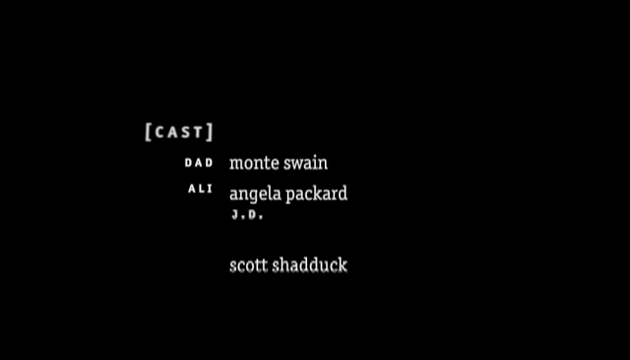 [CAST]
DAD monte swain
ALI angela packard
J.D.
scott shadduck